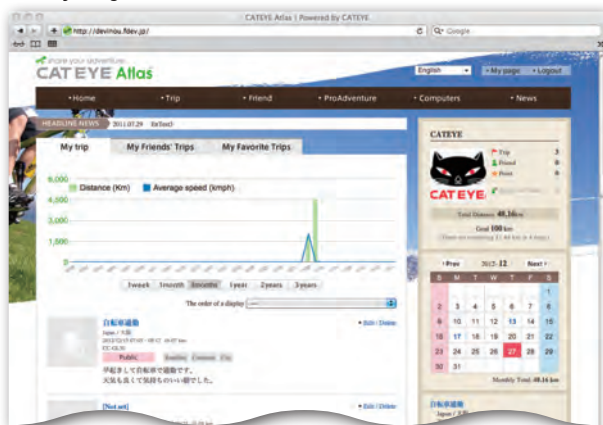 CATEYE Atlas | Powered by CATEYE
http://devinou.fdev.jp/
Google
share your adventure
CATEYE Atlas
English
My page
Logout
Home
Trip
Friend
ProAdventure
Computers
News
HEADLINE NEWS
2011.07.29
My trip
My Friends' Trips
My Favorite Trips
Distance (Km)
Average speed (kmph)
6,000
4,500
3,000
1,500
0
1week
1month
3months
1year
2years
3years
The order of a display
自転車通勤
Japan / 大阪
Public
Commute
City
早起きして自転車で通勤です。
天気も良くて気持ちのいい朝でした。
Edit / Delete
[Not set]
Edit / Delete
CATEYE
CATEYE
Trip 3
Friend 0
Point 0
Total Distance 48.16km
Goal 100 km
Prev
2012-12
Next
S M T W T F S
1
2 3 4 5 6 7 8
9 10 11 12 13 14 15
16 17 18 19 20 21 22
23 24 25 26 27 28 29
30 31
Monthly Total 48.16 km
自転車通勤
Japan / 大阪